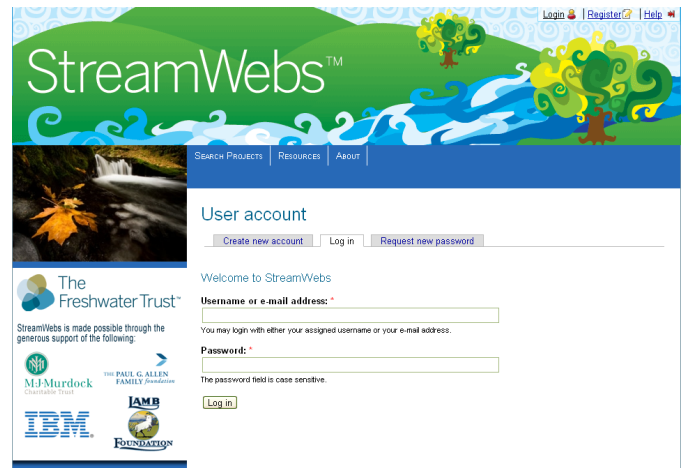 Login | Register | Help
StreamWebs™
Search Projects | Resources | About
User account
Create new account Log in Request new password
The
Freshwater Trust™
StreamWebs is made possible through the
generous support of the following:
M·J·Murdock
Charitable Trust
THE PAUL G. ALLEN
FAMILY foundation
IBM.
LAMB
FOUNDATION
Welcome to StreamWebs
Username or e-mail address: *
You may login with either your assigned username or your e-mail address.
Password: *
The password field is case sensitive.
Log in